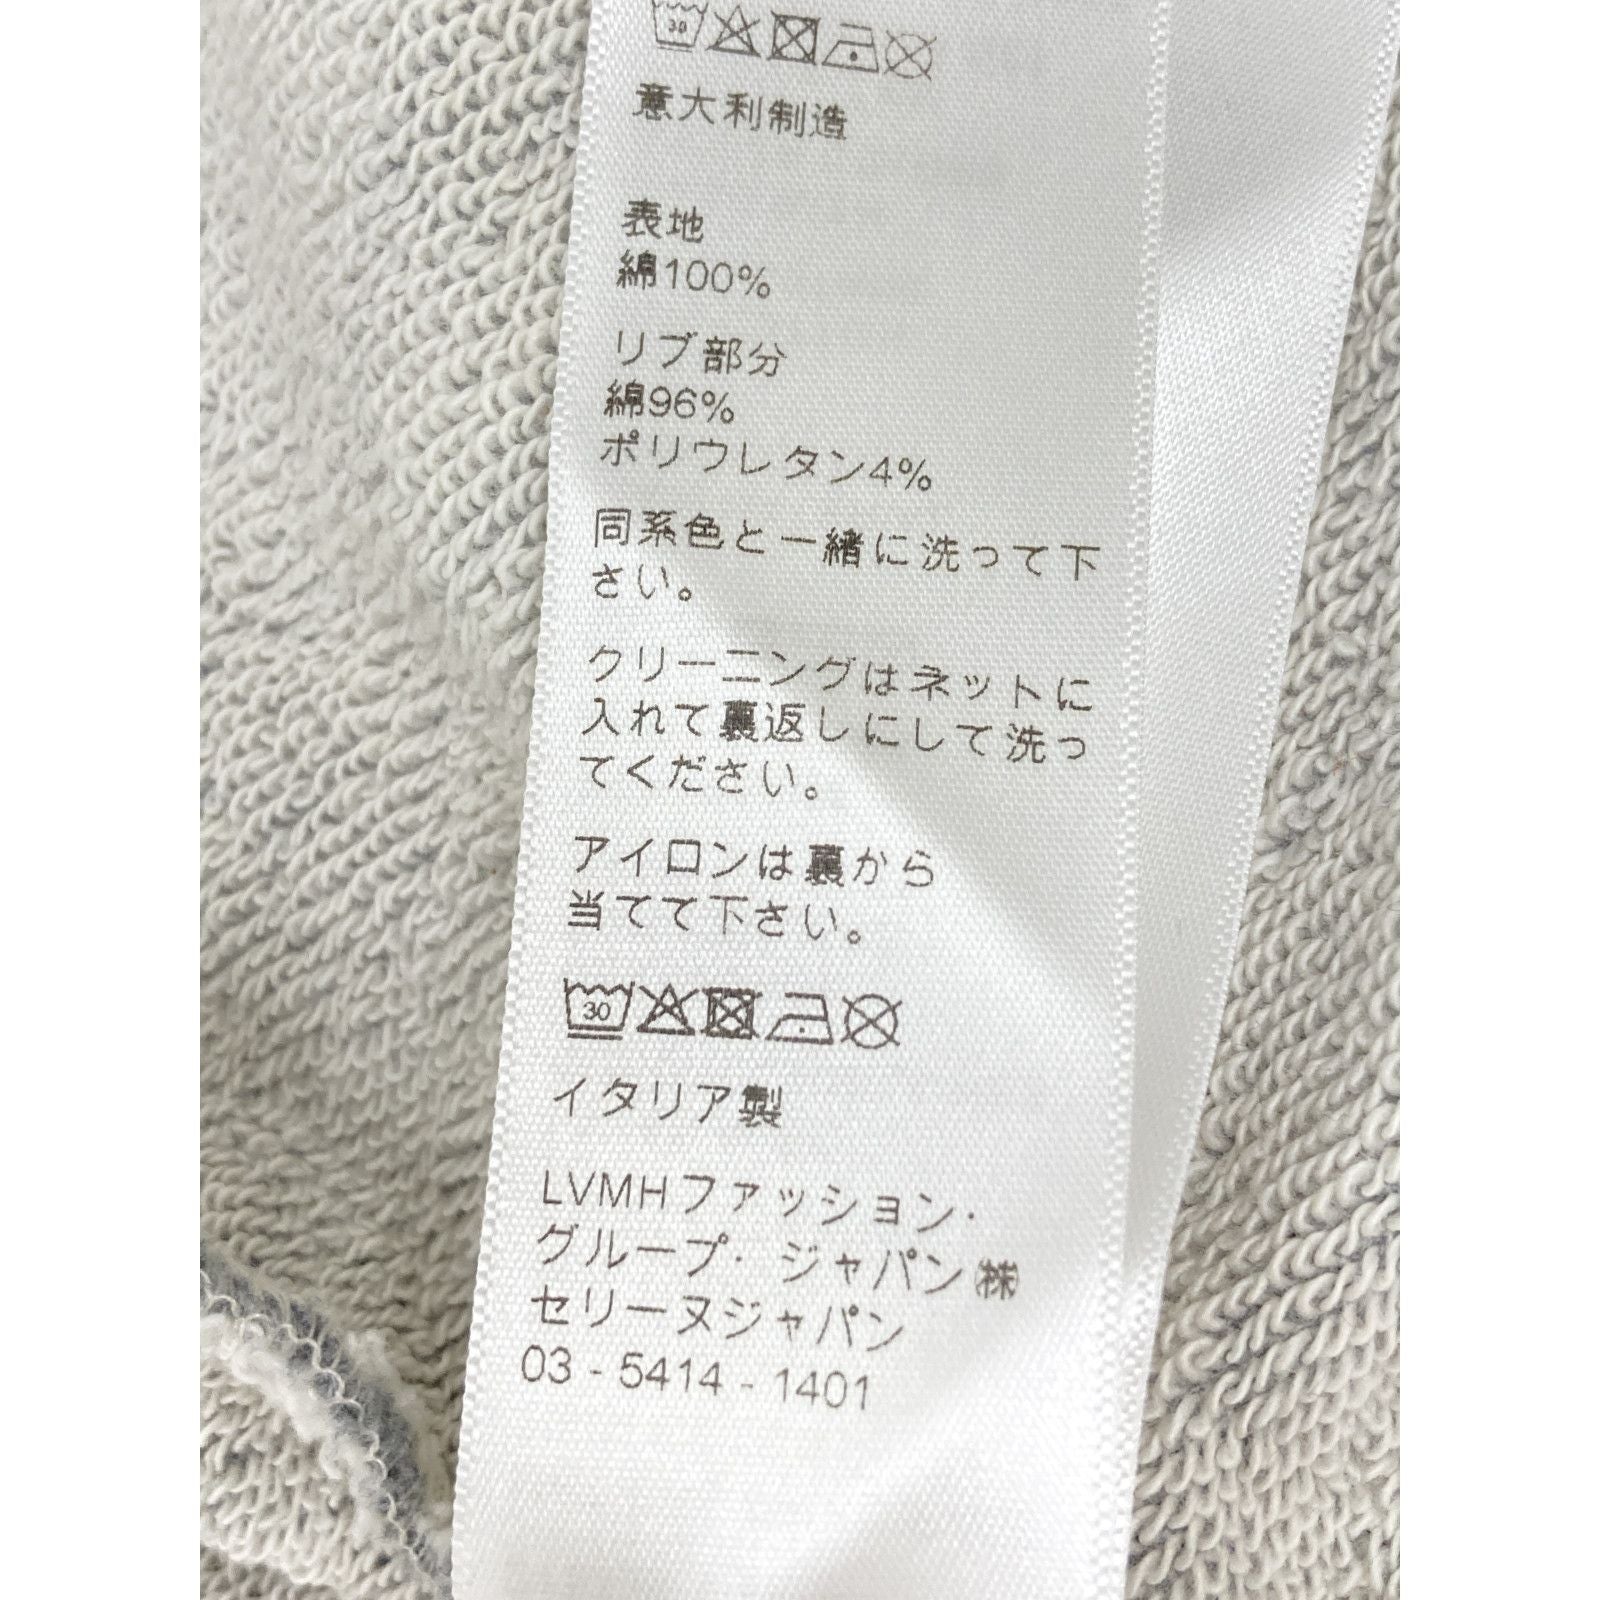 30
意大利制造
表地
綿100%
リブ部分
綿96%
ポリウレタン4%
同系色と一緒に洗って下
さい。
クリーニングはネットに
入れて裏返しにして洗っ
てください。
アイロンは裏から
当てて下さい。
30
イタリア製
LVMHファッション・
グループ・ジャパン㈱
セリーヌジャパン
03 - 5414 - 1401